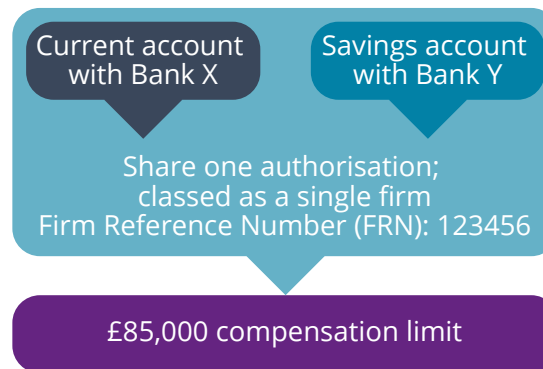 Current account
with Bank X
Savings account
with Bank Y
Share one authorisation;
classed as a single firm
Firm Reference Number (FRN): 123456
£85,000 compensation limit